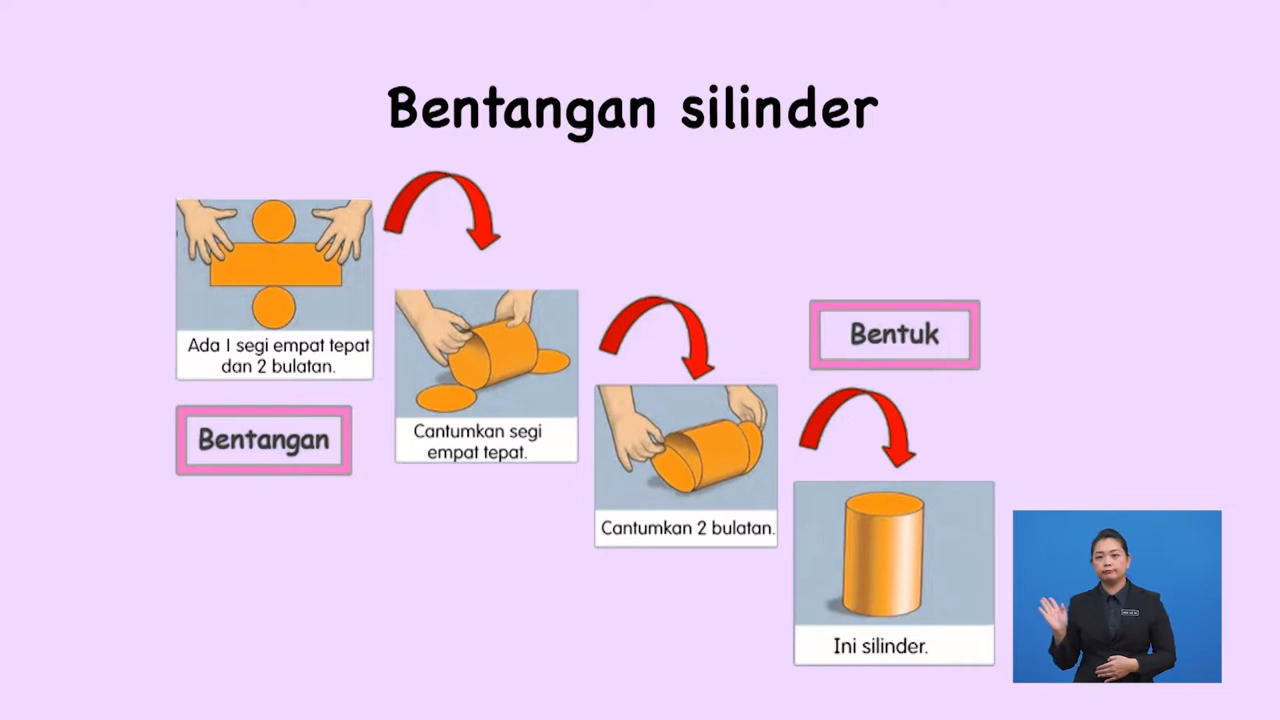 Bentangan silinder
Ada 1 segi empat tepat
dan 2 bulatan.
Bentangan
Cantumkan segi
empat tepat.
Cantumkan 2 bulatan.
Bentuk
Ini silinder.